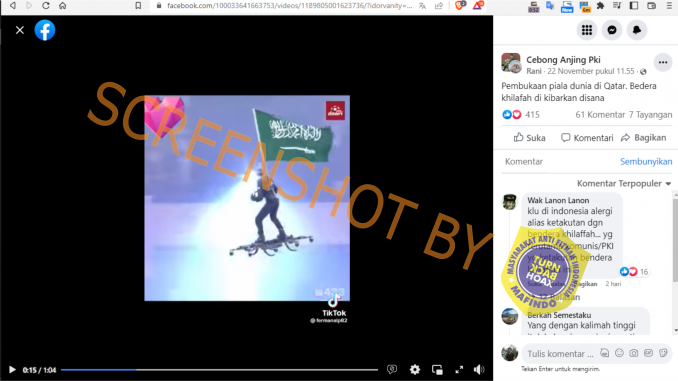 facebook.com/100033641663753/videos/1189805001623736/?idorvanity=...
SCREENSHOT BY
TikTok
@fermanalp82
0:15 / 1:04
Cebong Anjing Pki
Rani · 22 November pukul 11.55 ·
Pembukaan piala dunia di Qatar. Bedera
khilafah di kibarkan disana
415
61 Komentar 7 Tayangan
Suka
Komentari
Bagikan
Komentar
Sembunyikan
Komentar Terpopuler
Wak Lanon Lanon
klu di indonesia alergi
alias ketakutan dgn
bendera khilaffah... yg
bendera
16
Bagikan
2 hari
MASYARAKAT ANTI FITNAH INDONESIA
TURN
BACK
HOAX
MAFINDO
Berkah Semestaku
Yang dengan kalimah tinggi
Tulis komentar ...
Tekan Enter untuk mengirim.